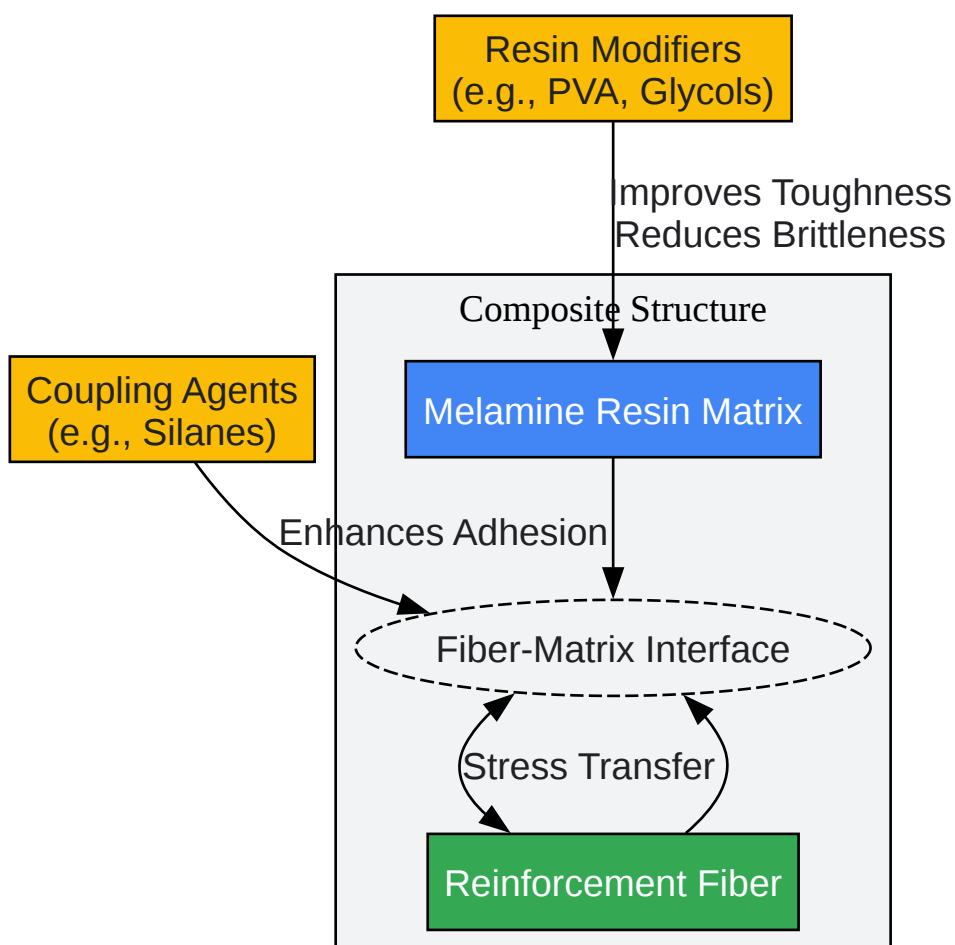 Resin Modifiers
(e.g., PVA, Glycols)
Improves Toughness
Reduces Brittleness
Composite Structure
Coupling Agents
(e.g., Silanes)
Melamine Resin Matrix
Enhances Adhesion
Fiber-Matrix Interface
Stress Transfer
Reinforcement Fiber